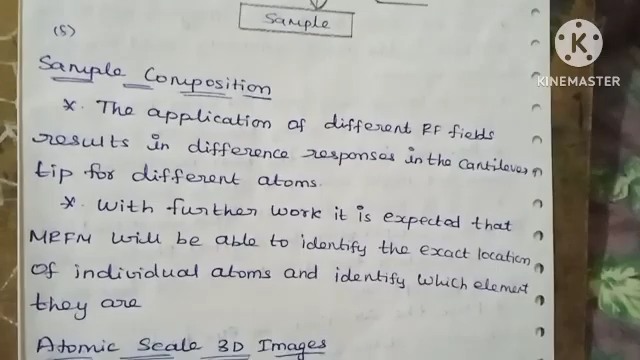 Sample
(5)
Sample Composition
* The application of different RF fields
results in difference responses in the cantilever
tip for different atoms.
* With further work it is expected that
MRFM will be able to identify the exact location
of individual atoms and identify which element
they are
Atomic Scale 3D Images
KINEMASTER